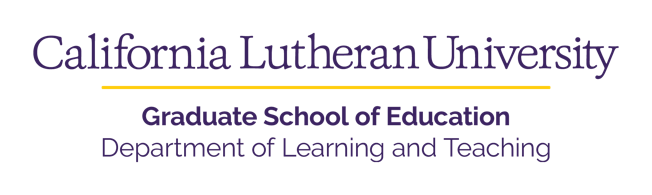 California Lutheran University
Graduate School of Education
Department of Learning and Teaching